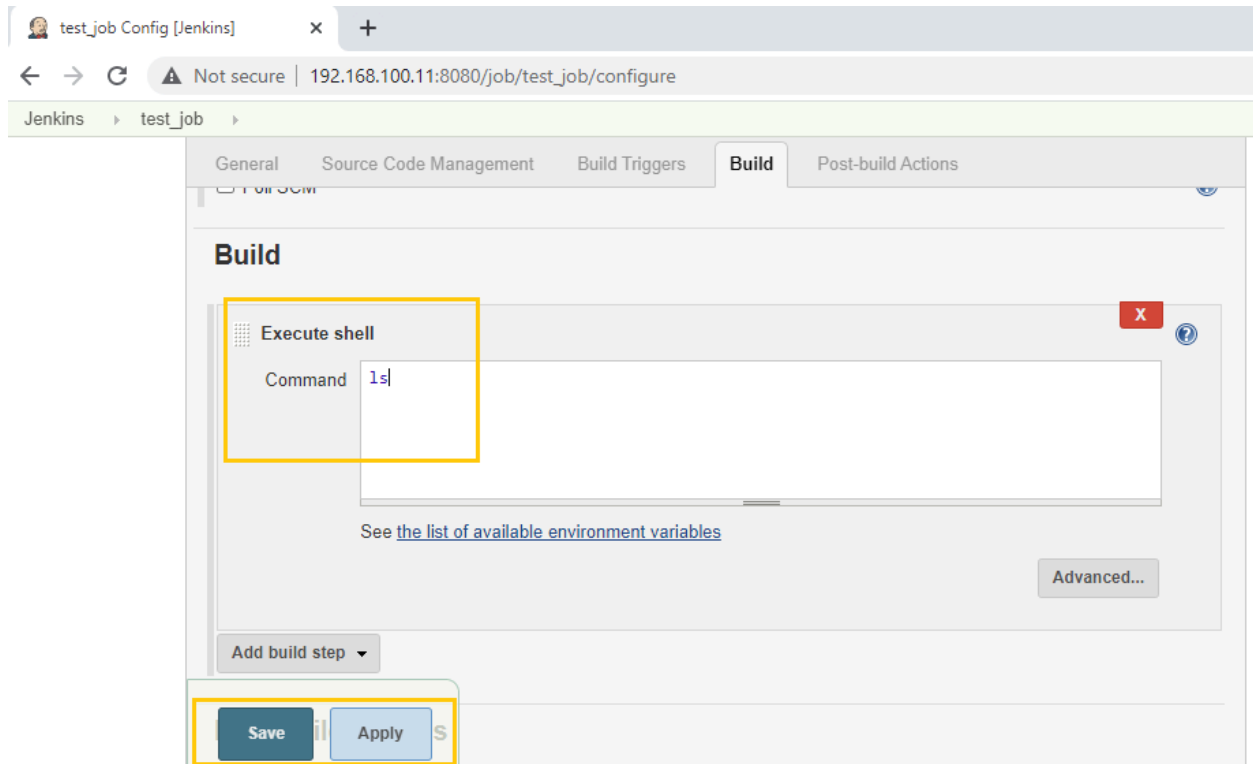 test_job Config [Jenkins]
Not secure | 192.168.100.11:8080/job/test_job/configure
Jenkins test_job
General Source Code Management Build Triggers Build Post-build Actions
Poll SCM
Build
X
Execute shell
Command ls
See the list of available environment variables
Advanced...
Add build step
Save Apply